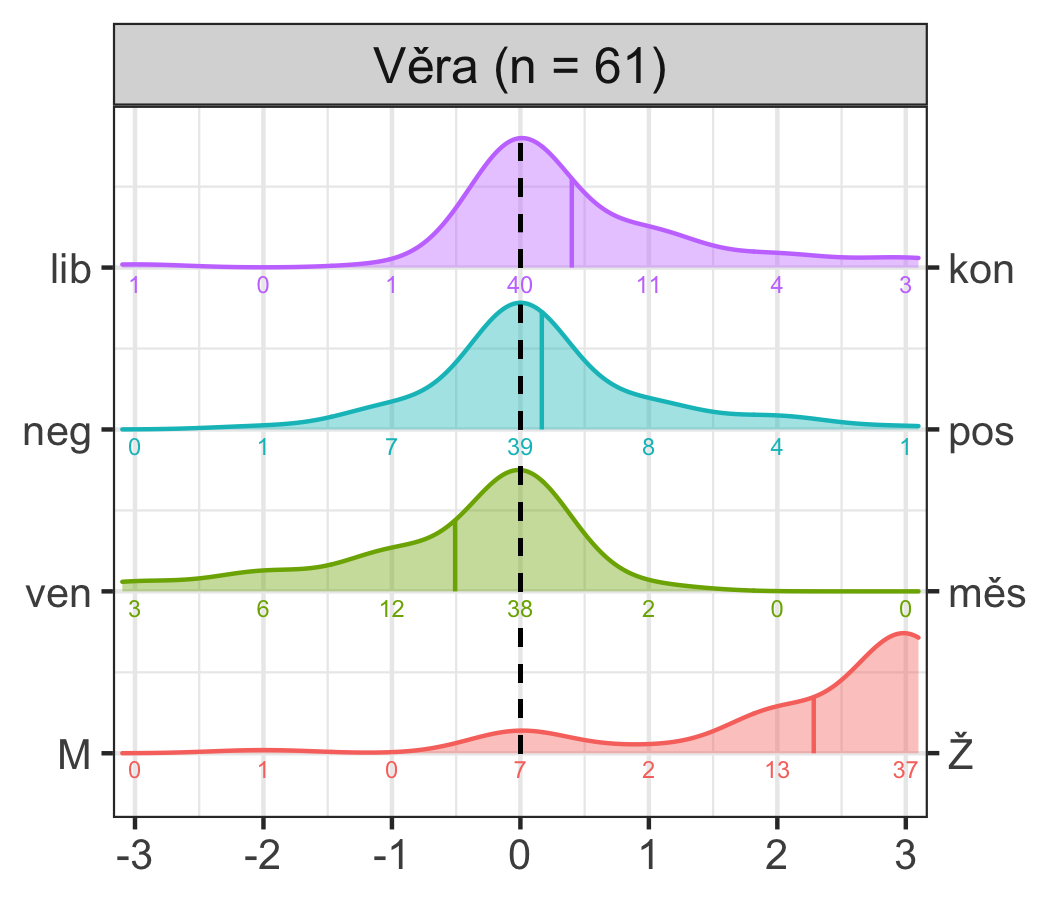 Věra (n = 61)
lib kon
1 0 1 40 11 4 3
neg pos
0 1 7 39 8 4 1
ven měs
3 6 12 38 2 0 0
M Ž
0 1 0 7 2 13 37
-3 -2 -1 0 1 2 3